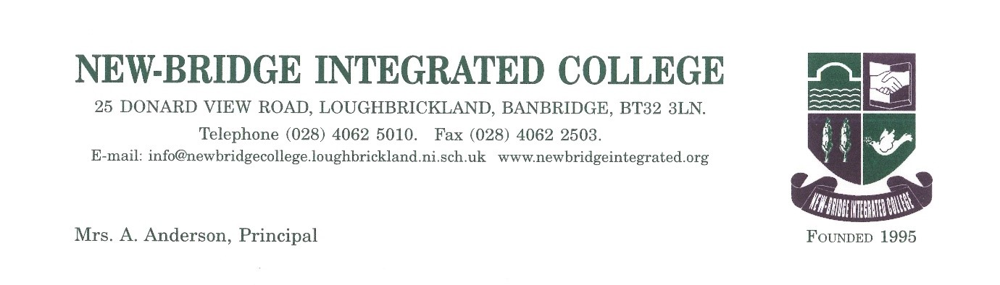 NEW-BRIDGE INTEGRATED COLLEGE
25 DONARD VIEW ROAD, LOUGHBRICKLAND, BANBRIDGE, BT32 3LN.
Telephone (028) 4062 5010. Fax (028) 4062 2503.
E-mail: info@newbridgecollege.loughbrickland.ni.sch.uk www.newbridgeintegrated.org
Mrs. A. Anderson, Principal
NEW-BRIDGE INTEGRATED COLLEGE
FOUNDED 1995